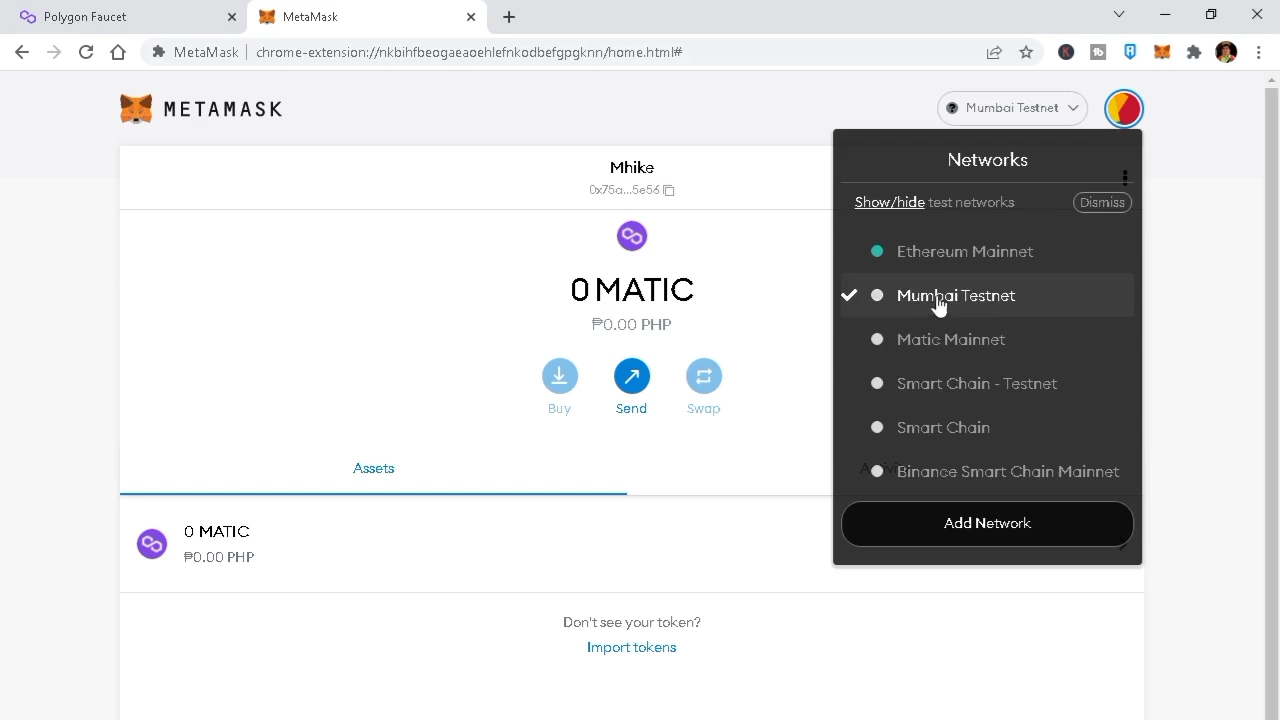 Polygon Faucet
MetaMask
MetaMask
chrome-extension://nkbihfbeogaeaoehlefnkodbefgpgknn/home.html#
METAMASK
Mumbai Testnet
Mhike
0x75a...5e56
0 MATIC
₱0.00 PHP
Buy
Send
Swap
Assets
0 MATIC
₱0.00 PHP
Don't see your token?
Import tokens
Networks
Show/hide test networks
Dismiss
Ethereum Mainnet
Mumbai Testnet
Matic Mainnet
Smart Chain - Testnet
Smart Chain
Binance Smart Chain Mainnet
Add Network